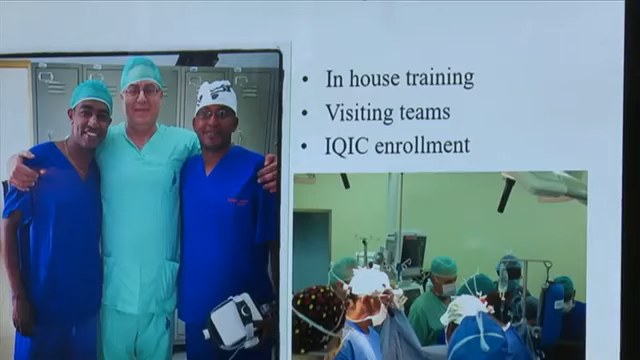 In house training
Visiting teams
IQIC enrollment